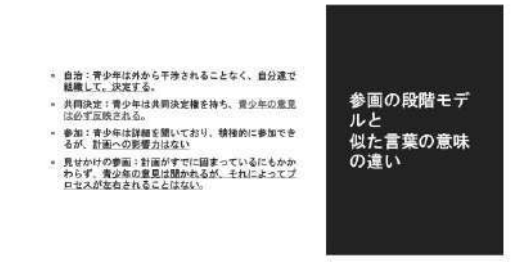 ▪ 自治：青少年は外から干渉されることなく、自分達で
組織して、決定する。
▪ 共同決定：青少年は共同決定権を持ち、青少年の意見
は必ず反映される。
▪ 参加：青少年は詳細を聞いており、積極的に参加でき
るが、計画への影響力はない
▪ 見せかけの参画：計画がすでに固まっているにもかか
わらず、青少年の意見は聞かれるが、それによってプ
ロセスが左右されることはない。
参画の段階モデ
ルと
似た言葉の意味
の違い